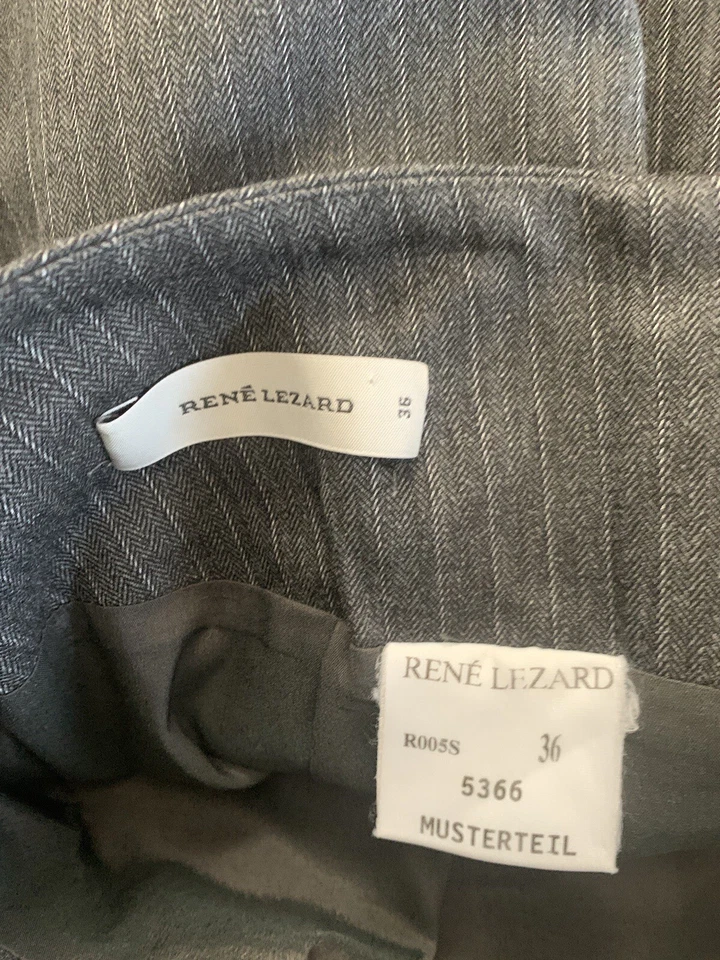 RENÉ LEZARD
36
RENÉ LEZARD
R005S 36
5366
MUSTERTEIL